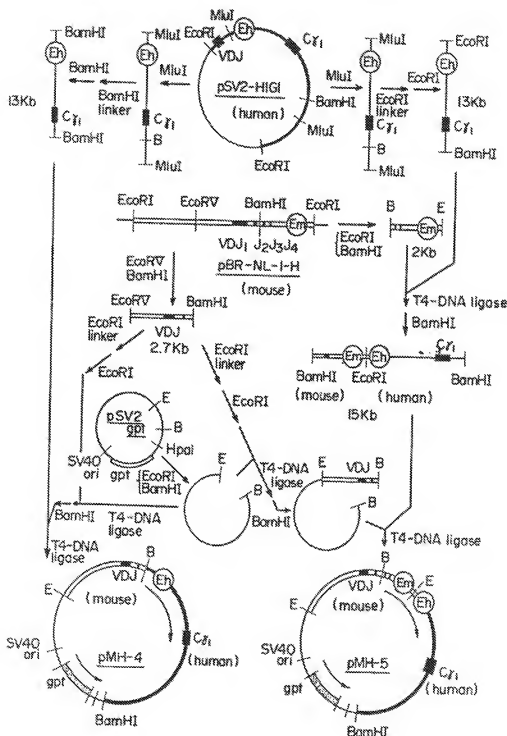 MluI
EcoRI
Eh
VDJ
Cγ1
pSV2-HIGI
(human)
BamHI
MluI
EcoRI
BamHI
Eh
13Kb
Cγ1
BamHI
BamHI
BamHI
linker
MluI
Eh
MluI
Cγ1
B
MluI
MluI
MluI
Eh
EcoRI
linker
EcoRI
Cγ1
B
MluI
EcoRI
Eh
13Kb
Cγ1
BamHI
EcoRI
EcoRV
BamHI
EcoRI
Em
VDJ1 J2J3J4
pBR-NL-I-H
(mouse)
EcoRI
BamHI
B
E
Em
2Kb
EcoRV
BamHI
EcoRV
BamHI
VDJ
2.7Kb
EcoRI
linker
EcoRI
EcoRI
linker
EcoRI
T4-DNA ligase
BamHI
Cγ1
Em
Eh
BamHI
EcoRI
BamHI
(mouse)
(human)
15Kb
pSV2
gpt
E
B
HpaI
SV40
ori
gpt
EcoRI
BamHI
E
B
T4-DNA
ligase
BamHI
E
VDJ
B
BamHI
T4-DNA
ligase
T4-DNA
ligase
T4-DNA ligase
E
VDJ
B
Eh
(mouse)
SV40
ori
pMH-4
Cγ1
(human)
gpt
BamHI
E
VDJ
B
Em
E
Eh
(mouse)
SV40
ori
pMH-5
Cγ1
(human)
gpt
BamHI